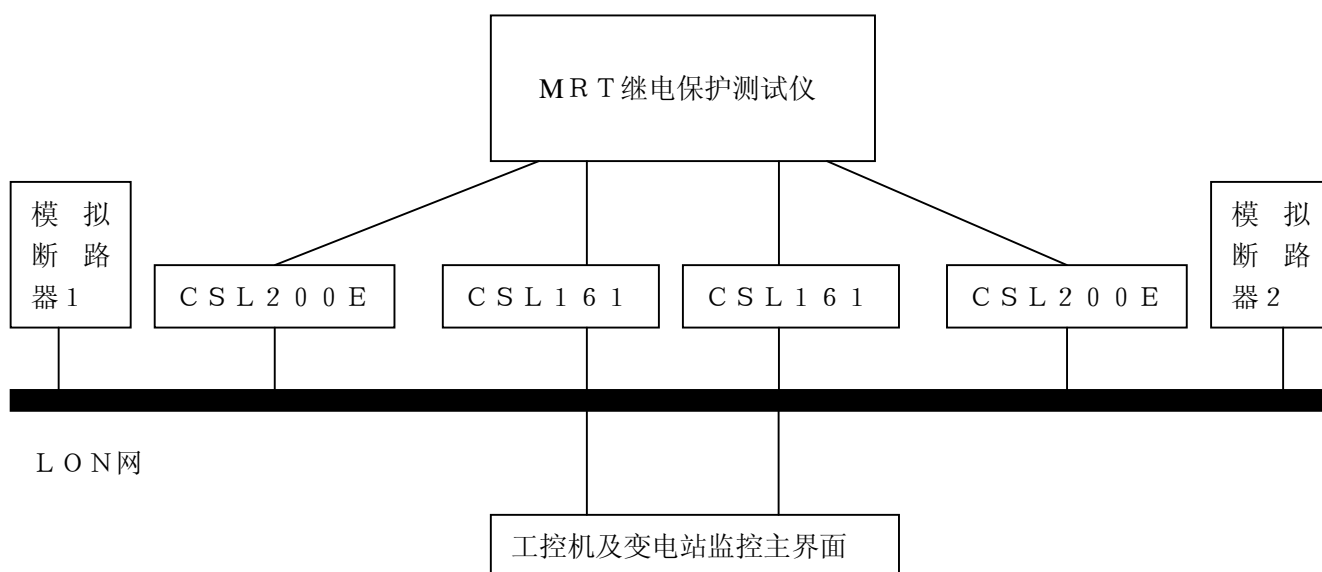 MRT继电保护测试仪
模拟
断路
器1
CSL200E
CSL161
CSL161
CSL200E
模拟
断路
器2
LON网
工控机及变电站监控主界面